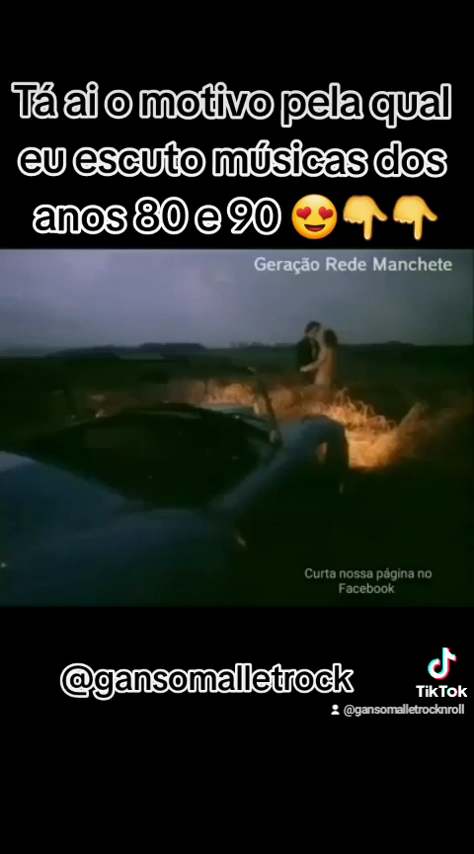 Tá ai o motivo pela qual
eu escuto músicas dos
anos 80 e 90 😍👇👇
Geração Rede Manchete
Curta nossa página no
Facebook
@gansomalletrock
TikTok
@gansomalletrocknroll